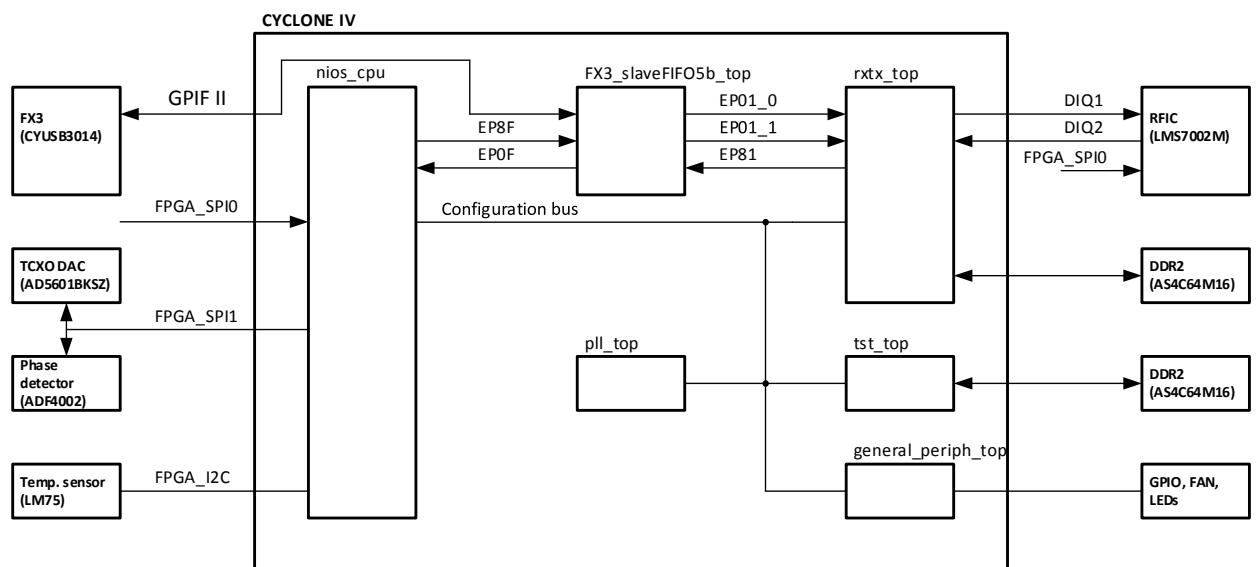 CYCLONE IV
nios_cpu
FX3_slaveFIFO5b_top
rxtx_top
FX3
(CYUSB3014)
GPIF II
EP01_0
EP01_1
EP81
EP8F
EP0F
DIQ1
DIQ2
FPGA_SPI0
RFIC
(LMS7002M)
FPGA_SPI0
Configuration bus
TCXO DAC
(AD5601BKSZ)
FPGA_SPI1
DDR2
(AS4C64M16)
Phase
detector
(ADF4002)
pll_top
tst_top
DDR2
(AS4C64M16)
general_periph_top
Temp. sensor
(LM75)
FPGA_I2C
GPIO, FAN,
LEDs